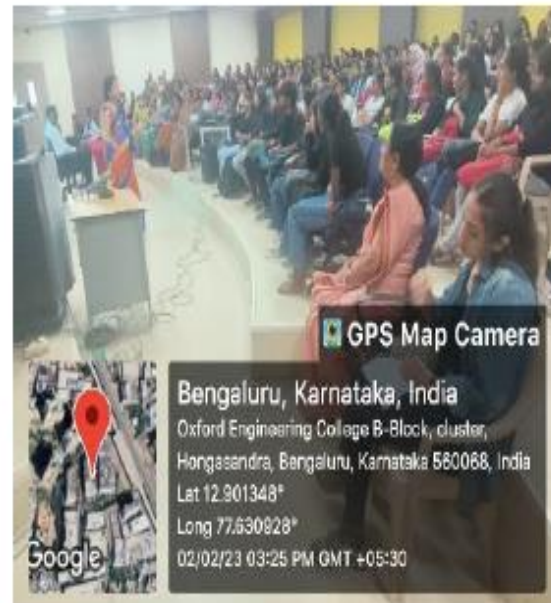 GPS Map Camera
Bengaluru, Karnataka, India
Oxford Engineering College B-Block, cluster,
Hongasandra, Bengaluru, Karnataka 560068, India
Lat 12.901348°
Long 77.630928°
02/02/23 03:25 PM GMT +05:30
Google